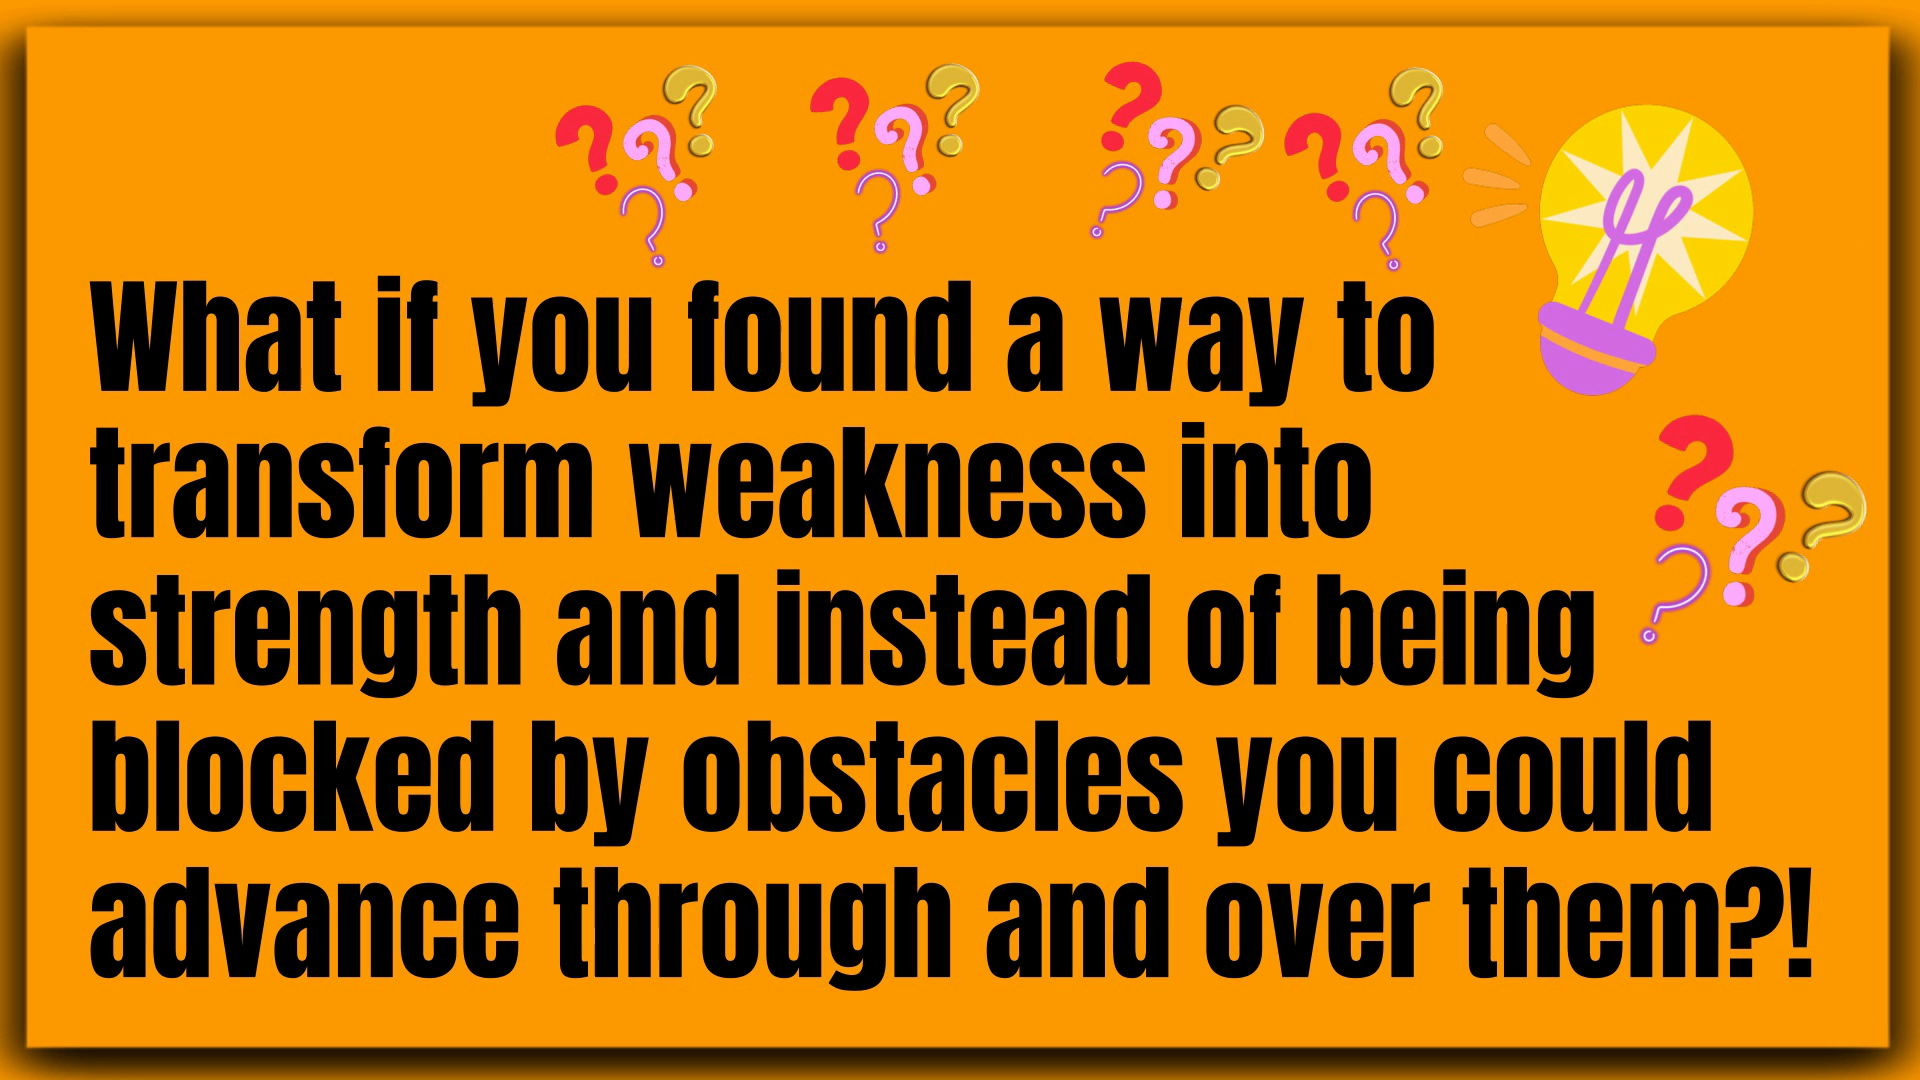 What if you found a way to
transform weakness into
strength and instead of being
blocked by obstacles you could
advance through and over them?!